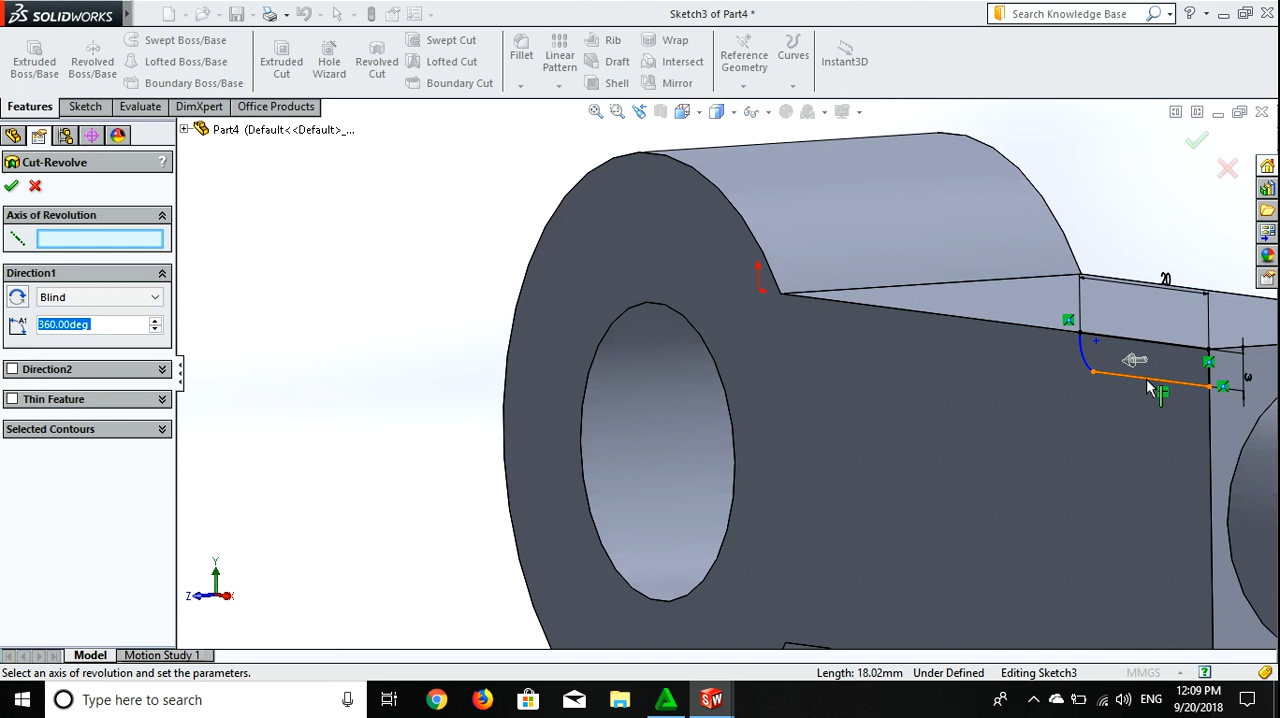 SOLIDWORKS
Sketch3 of Part4 *
Search Knowledge Base
?
Extruded Boss/Base
Revolved Boss/Base
Swept Boss/Base
Lofted Boss/Base
Boundary Boss/Base
Extruded Cut
Hole Wizard
Revolved Cut
Swept Cut
Lofted Cut
Boundary Cut
Fillet
Linear Pattern
Rib
Draft
Shell
Wrap
Intersect
Mirror
Reference Geometry
Curves
Instant3D
Features
Sketch
Evaluate
DimXpert
Office Products
Part4 (Default<<Default>_...
Cut-Revolve
?
Axis of Revolution
Direction1
Blind
A1
360.00deg
Direction2
Thin Feature
Selected Contours
20
3
Y
Z
X
Model
Motion Study 1
Select an axis of revolution and set the parameters.
Length: 18.02mm
Under Defined
Editing Sketch3
MMGS
?
Type here to search
SW
ENG
12:09 PM
9/20/2018